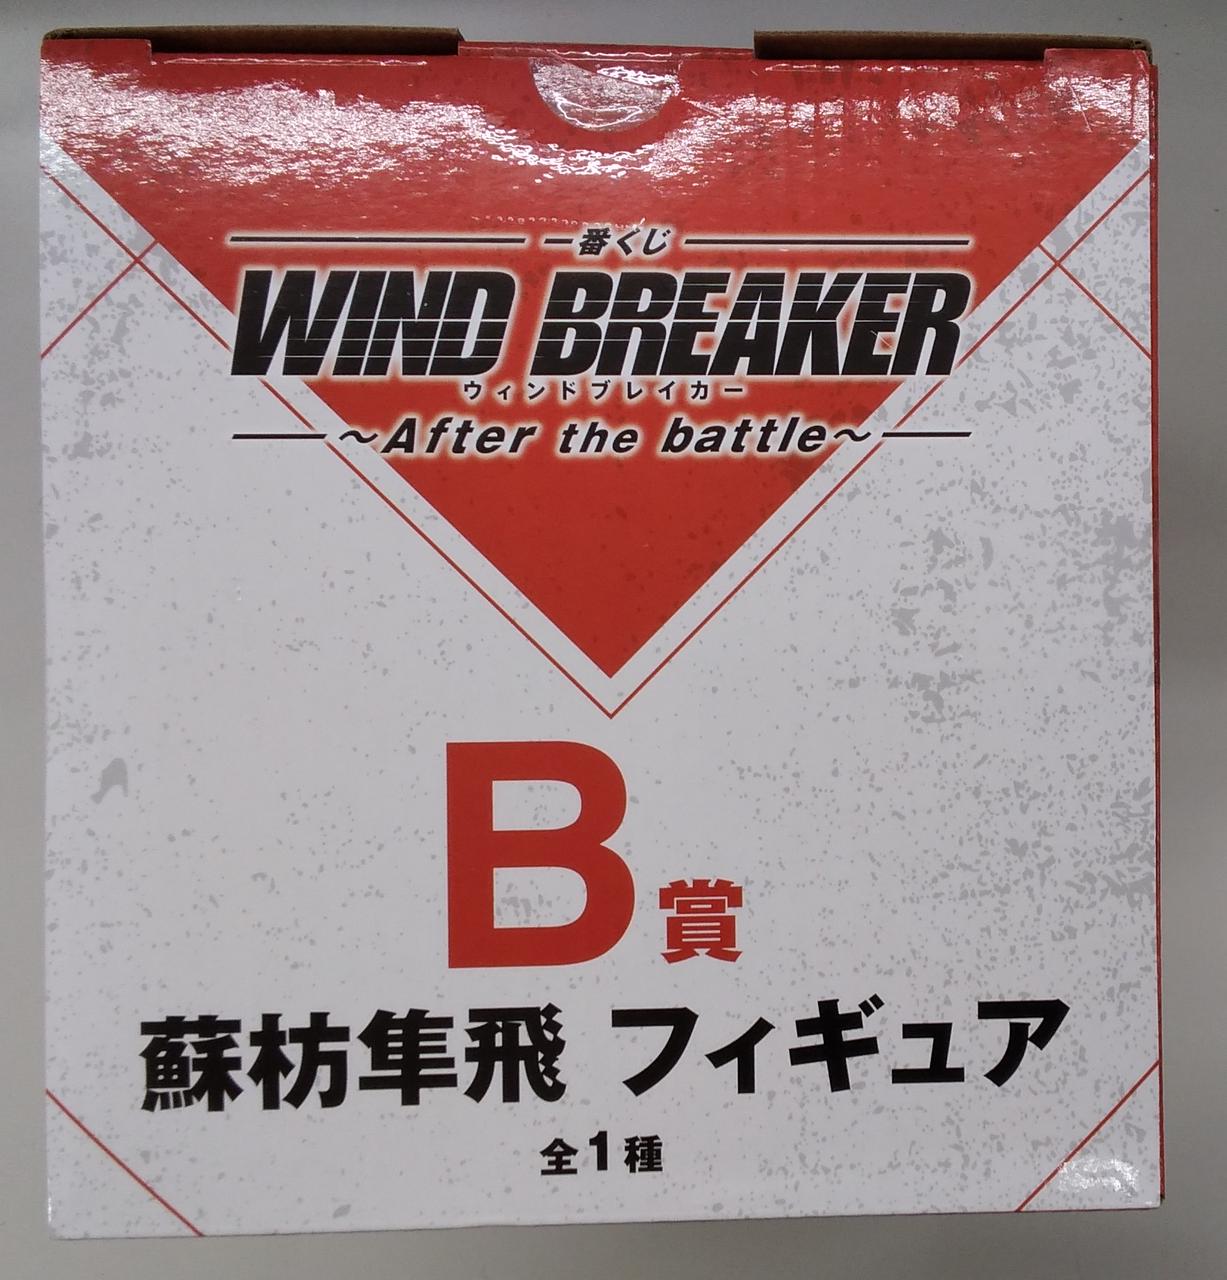 一番くじ
WIND BREAKER
ウィンドブレイカー
～After the battle～
B賞
蘇枋隼飛 フィギュア
全1種